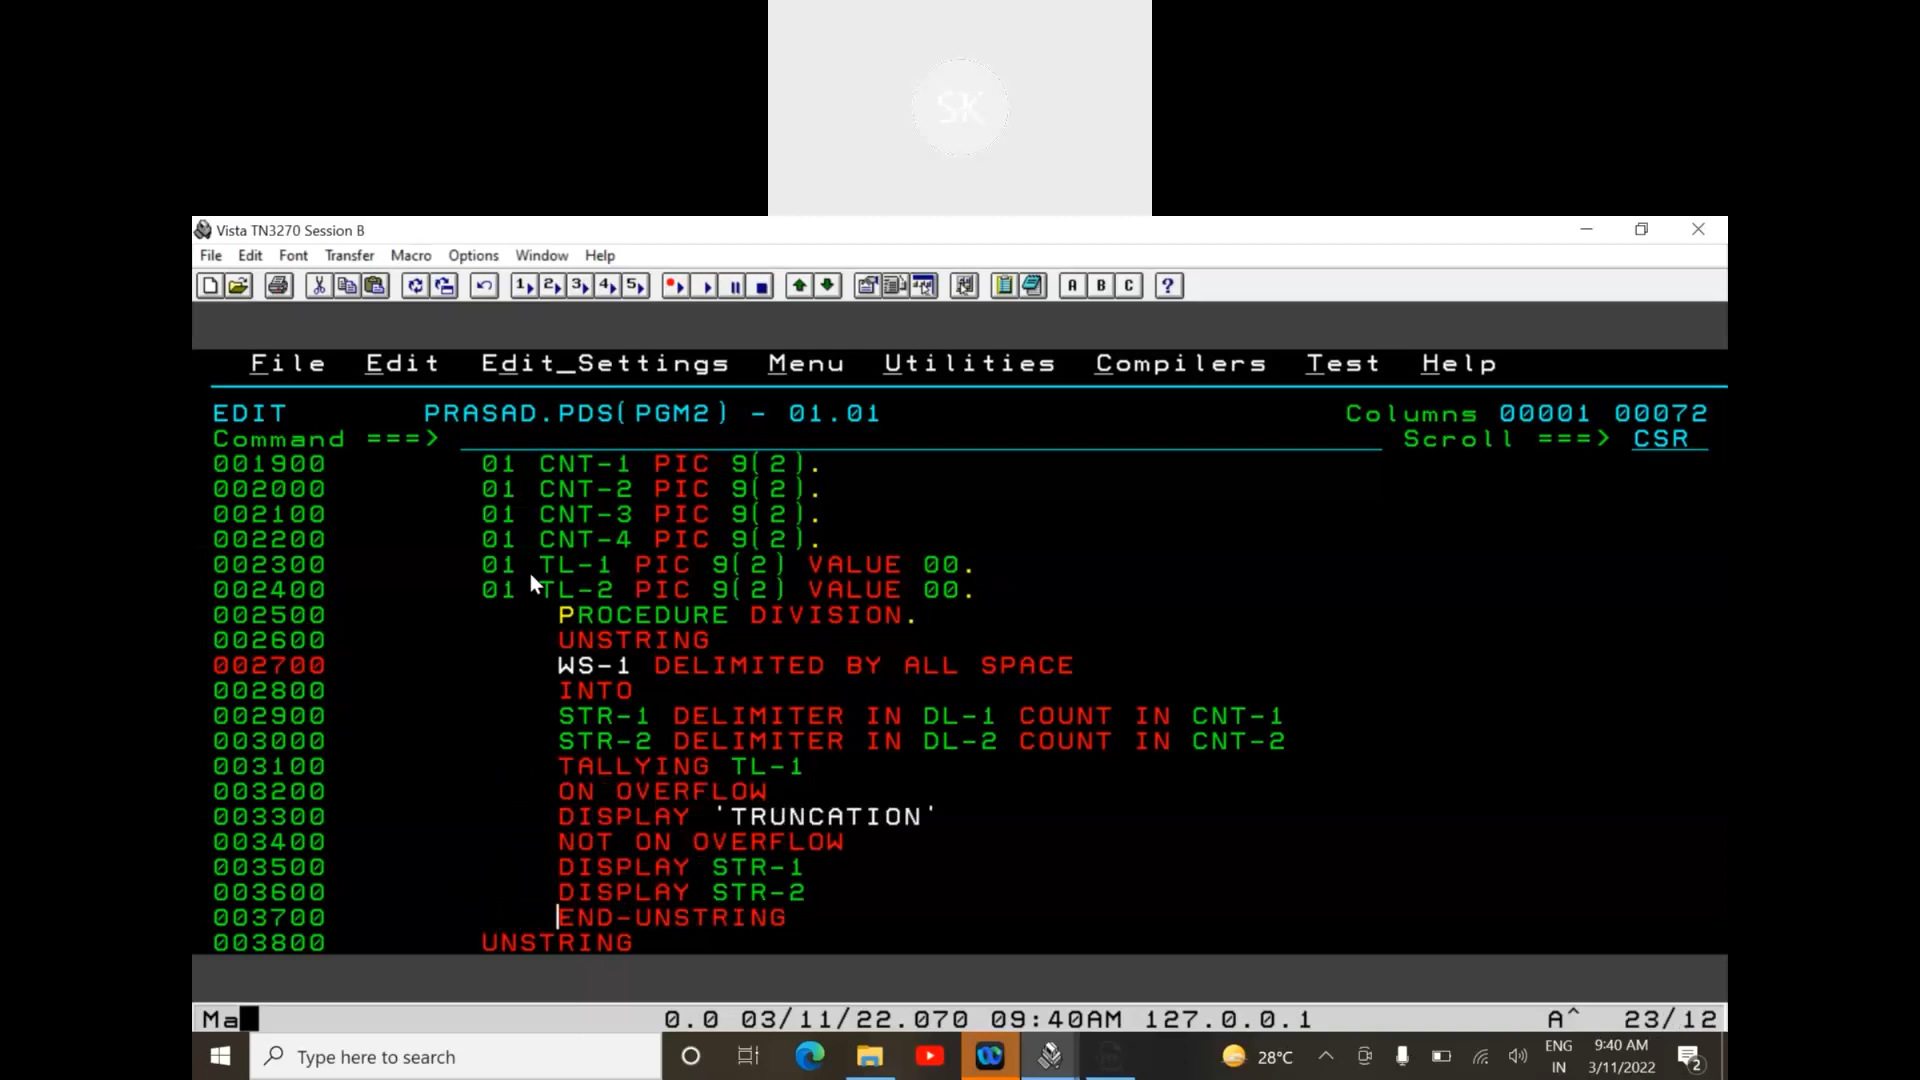 SK
Vista TN3270 Session B
File Edit Font Transfer Macro Options Window Help
1 2 3 4 5 A B C ?
File Edit Edit_Settings Menu Utilities Compilers Test Help
EDIT PRASAD.PDS(PGM2) - 01.01 Columns 00001 00072
Command ===> Scroll ===> CSR
001900 01 CNT-1 PIC 9(2).
002000 01 CNT-2 PIC 9(2).
002100 01 CNT-3 PIC 9(2).
002200 01 CNT-4 PIC 9(2).
002300 01 TL-1 PIC 9(2) VALUE 00.
002400 01 TL-2 PIC 9(2) VALUE 00.
002500 PROCEDURE DIVISION.
002600 UNSTRING
002700 WS-1 DELIMITED BY ALL SPACE
002800 INTO
002900 STR-1 DELIMITER IN DL-1 COUNT IN CNT-1
003000 STR-2 DELIMITER IN DL-2 COUNT IN CNT-2
003100 TALLYING TL-1
003200 ON OVERFLOW
003300 DISPLAY 'TRUNCATION'
003400 NOT ON OVERFLOW
003500 DISPLAY STR-1
003600 DISPLAY STR-2
003700 END-UNSTRING
003800 UNSTRING
Ma 0.0 03/11/22.070 09:40AM 127.0.0.1 A^ 23/12
Type here to search 28°C ENG IN 9:40 AM 3/11/2022 2